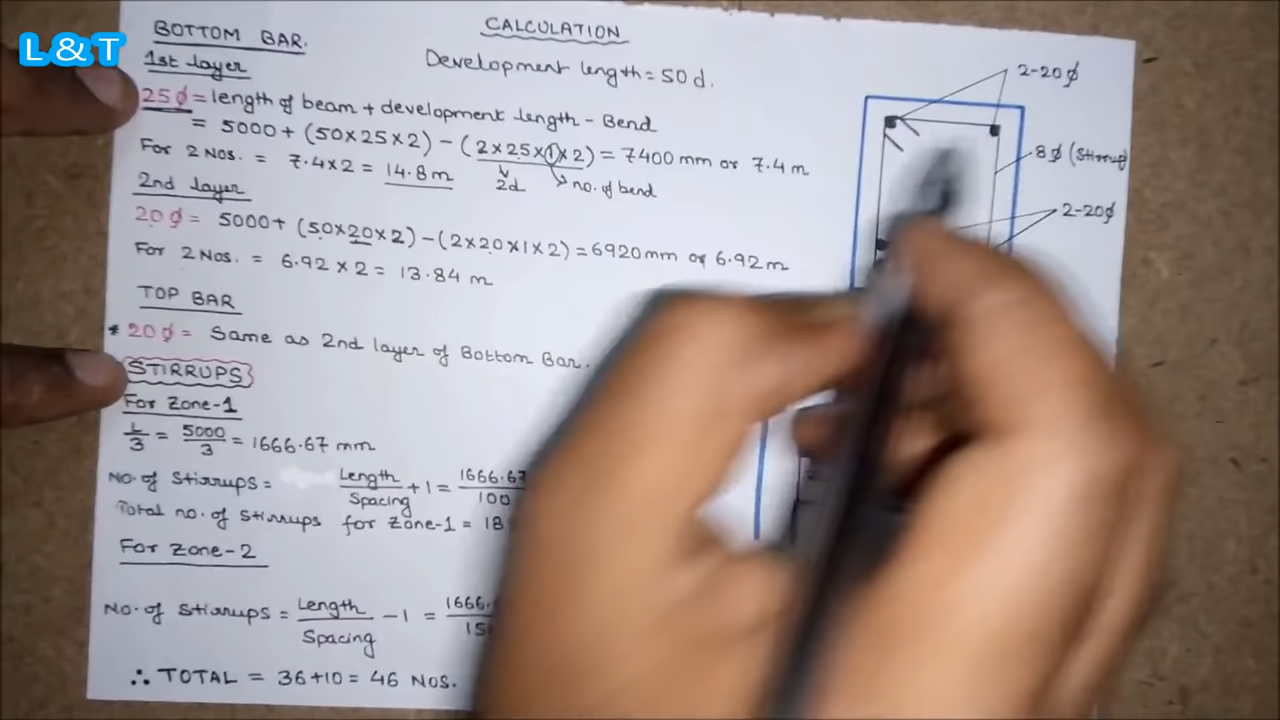 L&T
CALCULATION
BOTTOM BAR.
Development length = 50d.
1st layer
25ϕ = length of beam + development length - Bend
= 5000 + (50×25×2) - (2×25×1×2) = 7400 mm or 7.4 m
2d
no. of bend
For 2 Nos. = 7.4×2 = 14.8 m
2nd layer
20ϕ = 5000 + (50×20×2) - (2×20×1×2) = 6920mm or 6.92m
For 2 Nos. = 6.92 × 2 = 13.84 m
TOP BAR
* 20ϕ = Same as 2nd layer of Bottom Bar.
STIRRUPS
For Zone-1
L/3 = 5000/3 = 1666.67 mm
No. of Stirrups = Length/Spacing + 1 = 1666.67/100
Total no. of Stirrups for Zone-1 = 18
For Zone-2
No. of Stirrups = Length/Spacing - 1 = 1666.
∴ TOTAL = 36+10 = 46 NOS.
2-20ϕ
8ϕ (Stirrup)
2-20ϕ